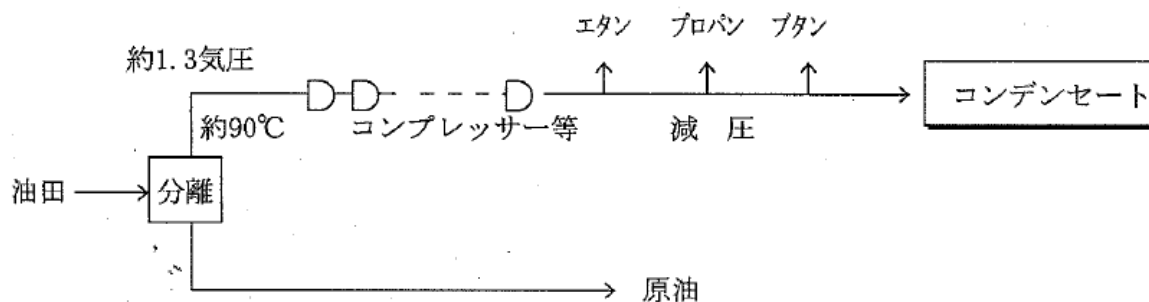 エタン プロパン ブタン
約1.3気圧
コンデンセート
約90℃ コンプレッサー等 減 圧
油田 分離
原油